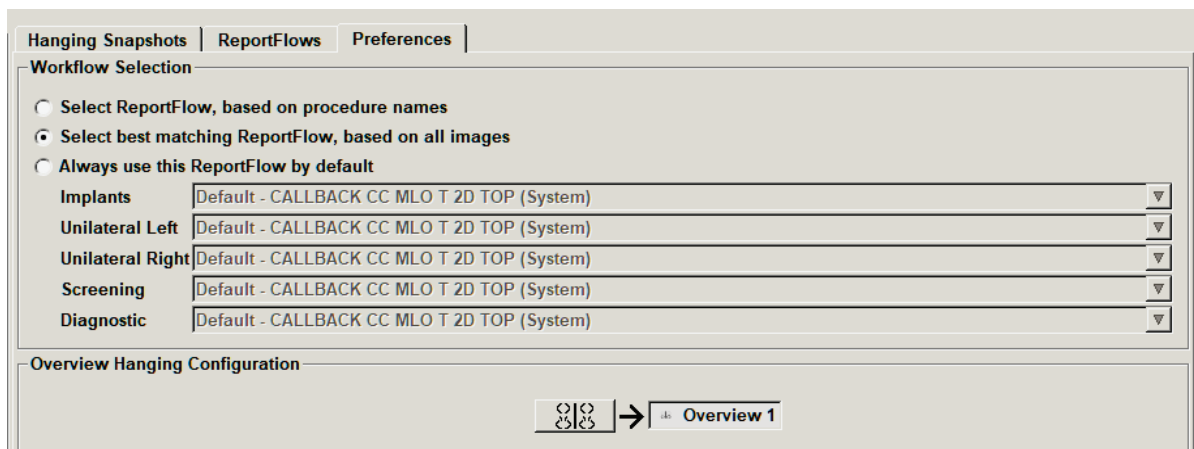 Hanging Snapshots ReportFlows Preferences
Workflow Selection
Select ReportFlow, based on procedure names
Select best matching ReportFlow, based on all images
Always use this ReportFlow by default
Implants Default - CALLBACK CC MLO T 2D TOP (System)
Unilateral Left Default - CALLBACK CC MLO T 2D TOP (System)
Unilateral Right Default - CALLBACK CC MLO T 2D TOP (System)
Screening Default - CALLBACK CC MLO T 2D TOP (System)
Diagnostic Default - CALLBACK CC MLO T 2D TOP (System)
Overview Hanging Configuration
Overview 1